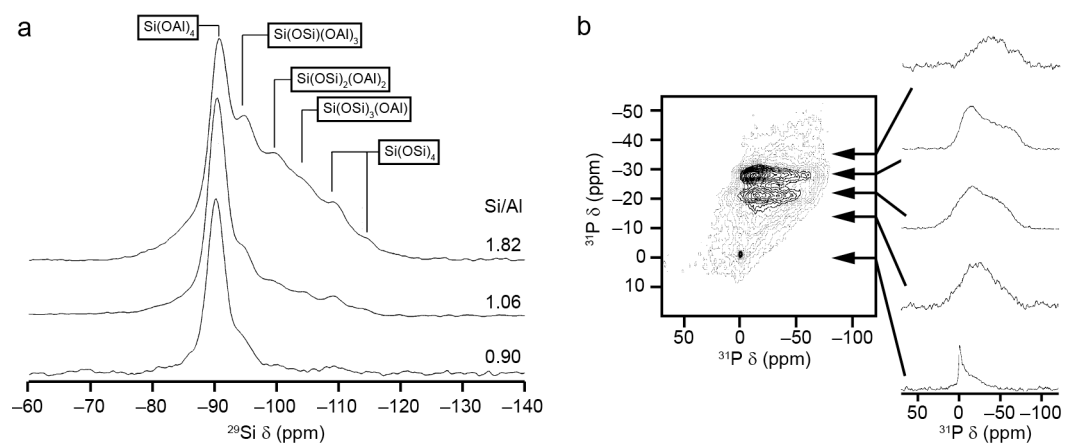 a
Si(OAl)₄
Si(OSi)(OAl)₃
Si(OSi)₂(OAl)₂
Si(OSi)₃(OAl)
Si(OSi)₄
Si/Al
1.82
1.06
0.90
–60 –70 –80 –90 –100 –110 –120 –130 –140
²⁹Si δ (ppm)
b
–50
–40
–30
–20
–10
0
10
³¹P δ (ppm)
50 0 –50 –100
³¹P δ (ppm)
50 0 –50 –100
³¹P δ (ppm)